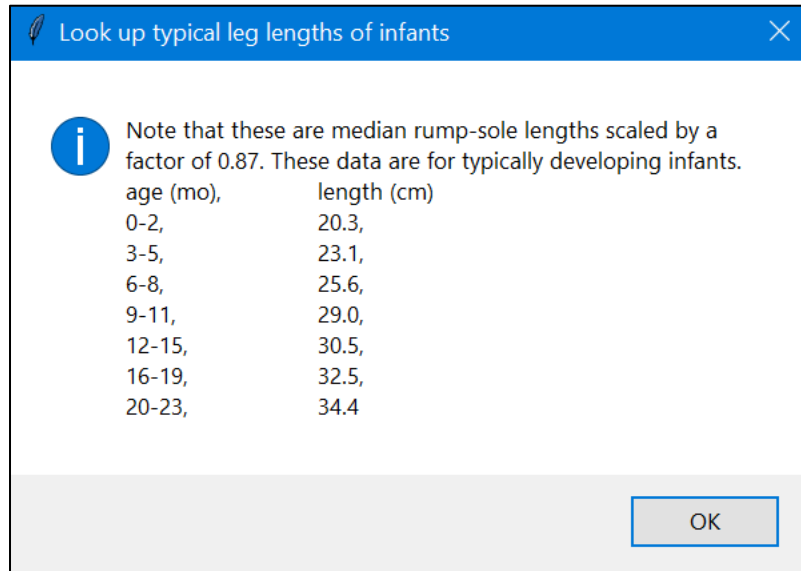 Look up typical leg lengths of infants
Note that these are median rump-sole lengths scaled by a
factor of 0.87. These data are for typically developing infants.
age (mo), length (cm)
0-2, 20.3,
3-5, 23.1,
6-8, 25.6,
9-11, 29.0,
12-15, 30.5,
16-19, 32.5,
20-23, 34.4
OK